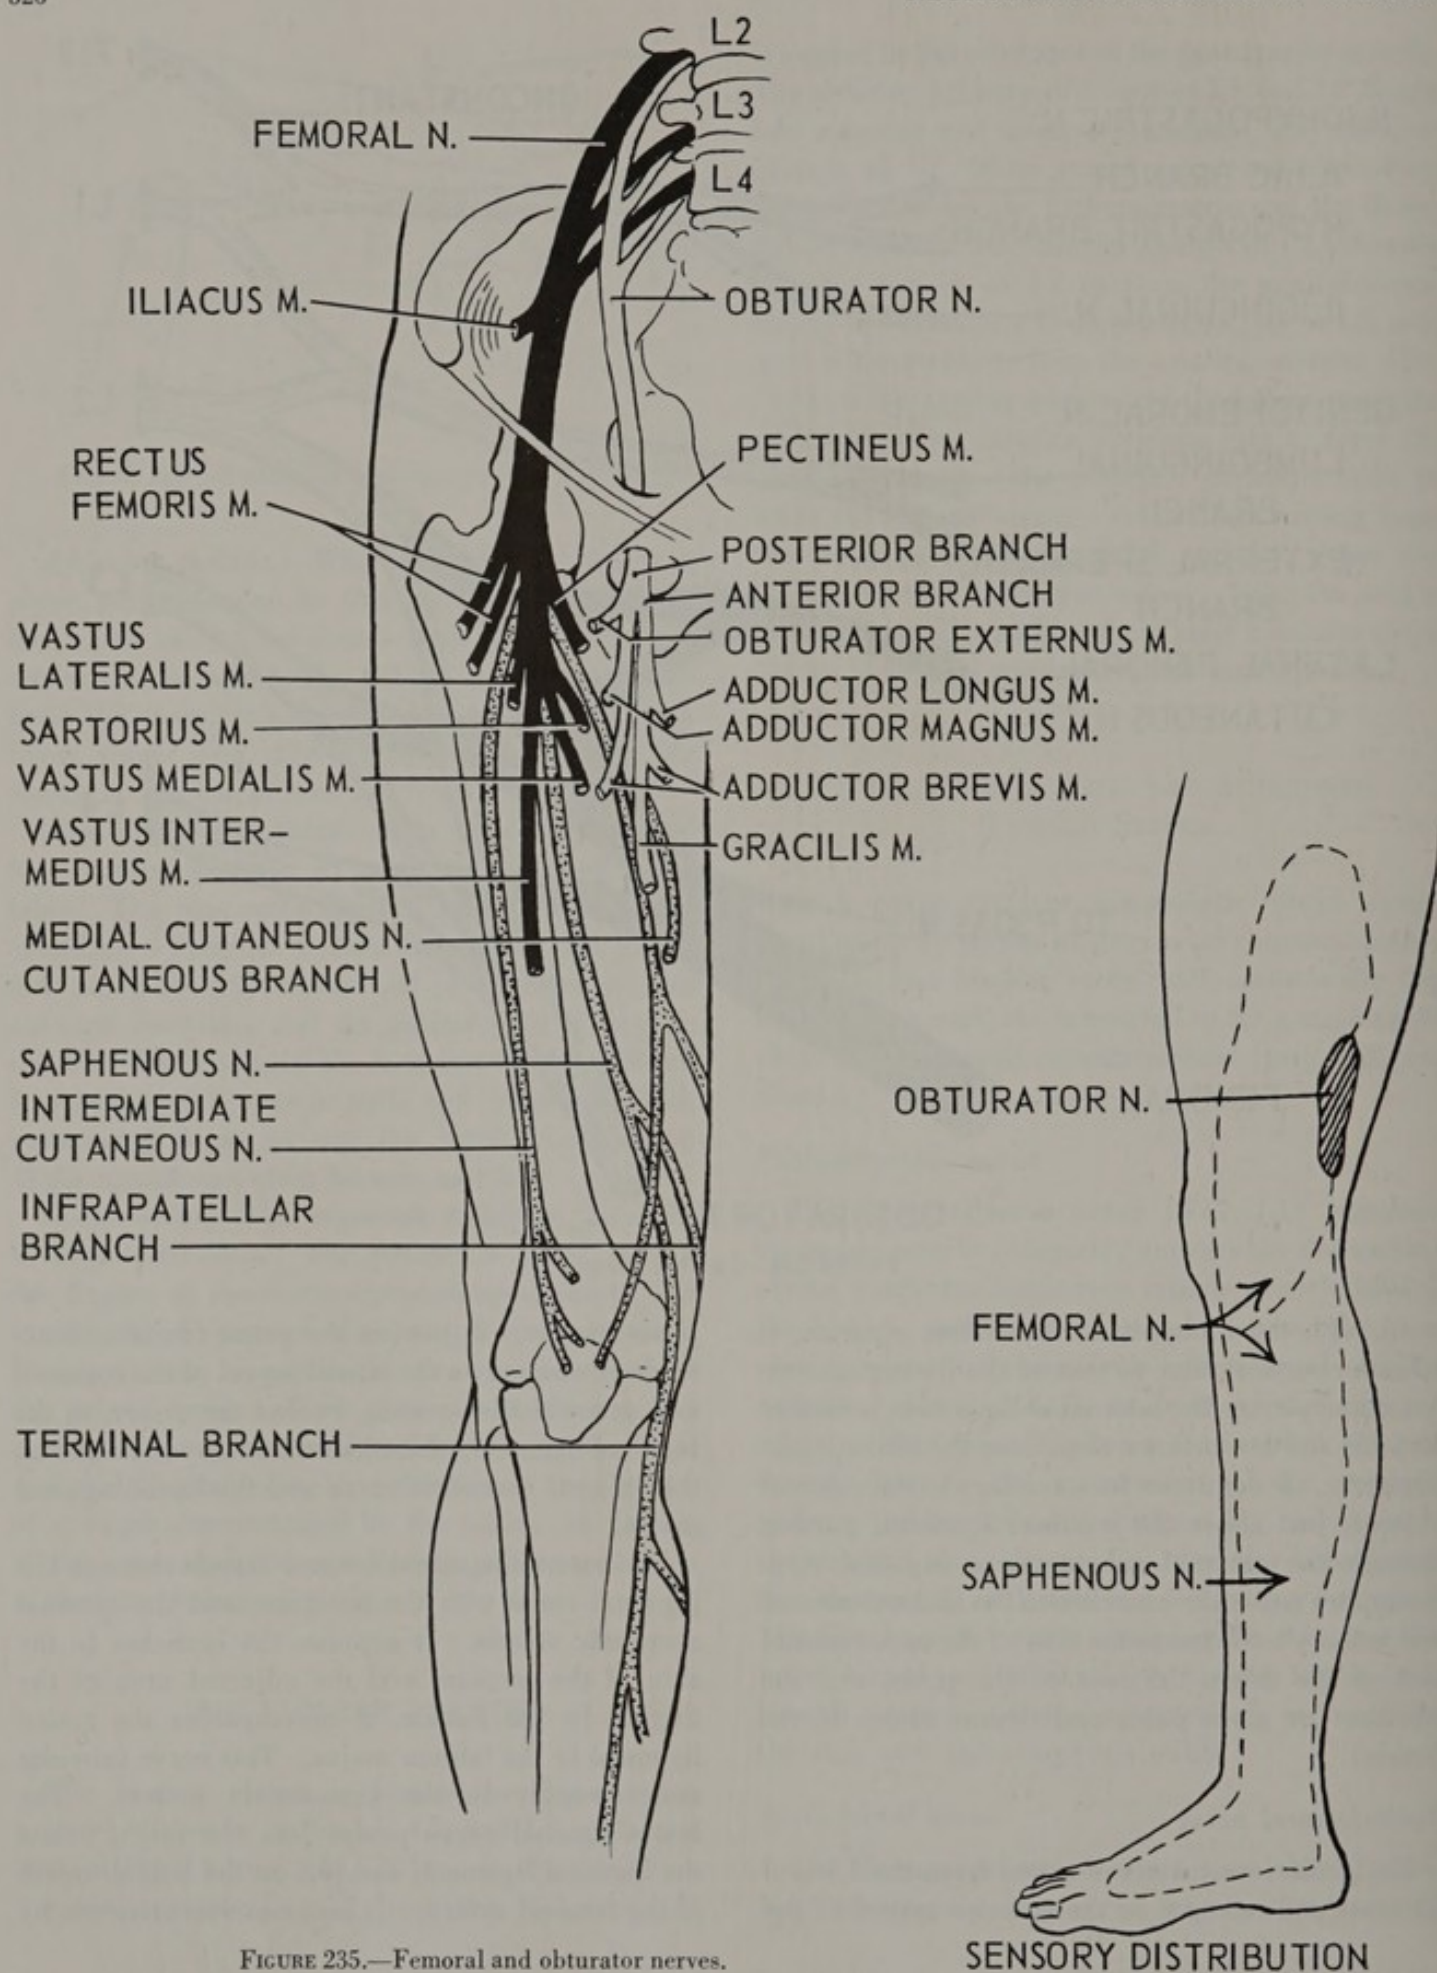 L2
L3
FEMORAL N.
L4
ILIACUS M.
OBTURATOR N.
RECTUS
FEMORIS M.
PECTINEUS M.
POSTERIOR BRANCH
ANTERIOR BRANCH
OBTURATOR EXTERNUS M.
VASTUS
LATERALIS M.
ADDUCTOR LONGUS M.
SARTORIUS M.
ADDUCTOR MAGNUS M.
VASTUS MEDIALIS M.
ADDUCTOR BREVIS M.
VASTUS INTER-
MEDIUS M.
GRACILIS M.
MEDIAL. CUTANEOUS N.
CUTANEOUS BRANCH
SAPHENOUS N.
INTERMEDIATE
CUTANEOUS N.
INFRAPATELLAR
BRANCH
TERMINAL BRANCH
OBTURATOR N.
FEMORAL N.
SAPHENOUS N.
SENSORY DISTRIBUTION
FIGURE 235.—Femoral and obturator nerves.